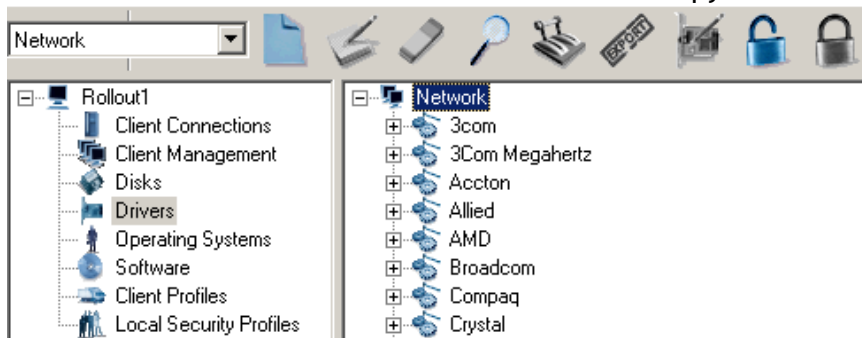 Network
EXPORT
Rollout1
Client Connections
Client Management
Disks
Drivers
Operating Systems
Software
Client Profiles
Local Security Profiles
Network
3com
3Com Megahertz
Accton
Allied
AMD
Broadcom
Compaq
Crystal